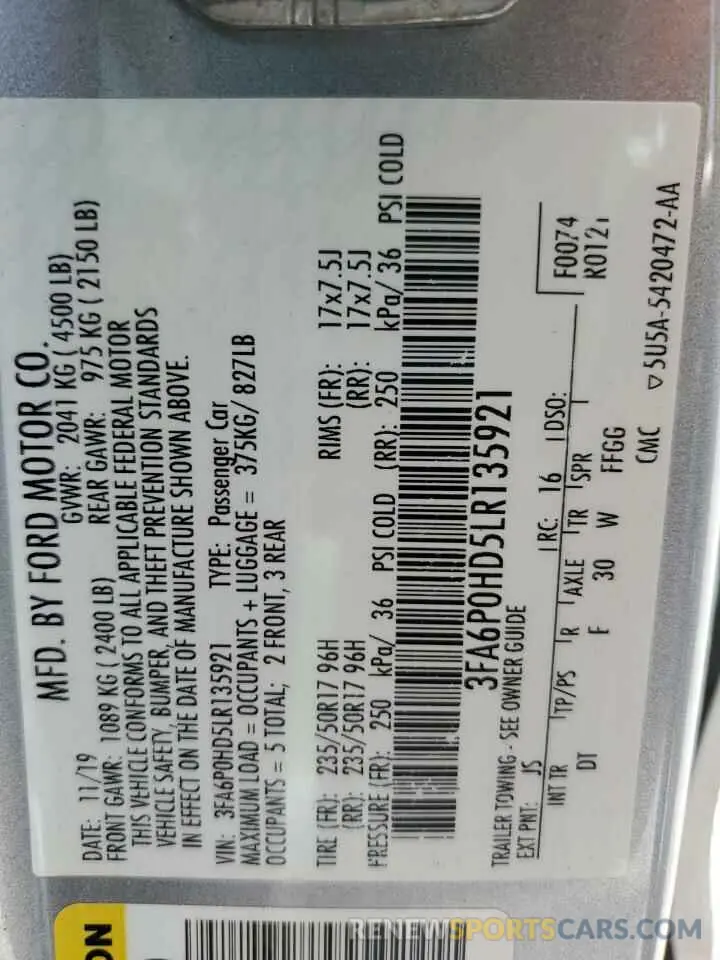 MFD. BY FORD MOTOR CO.
DATE: 11/19 GVWR: 2041 KG ( 4500 LB)
FRONT GAWR: 1089 KG ( 2400 LB) REAR GAWR: 975 KG ( 2150 LB)
THIS VEHICLE CONFORMS TO ALL APPLICABLE FEDERAL MOTOR
VEHICLE SAFETY, BUMPER, AND THEFT PREVENTION STANDARDS
IN EFFECT ON THE DATE OF MANUFACTURE SHOWN ABOVE.
VIN: 3FA6P0HD5LR135921 TYPE: Passenger Car
MAXIMUM LOAD = OCCUPANTS + LUGGAGE = 375KG/ 827LB
OCCUPANTS = 5 TOTAL; 2 FRONT, 3 REAR
TIRE (FR): 235/50R17 96H RIMS (FR): 17x7.5J
(RR): 235/50R17 96H (RR): 17x7.5J
PRESSURE (FR): 250 kPa/ 36 PSI COLD (RR): 250 kPa/ 36 PSI COLD
3FA6P0HD5LR135921
TRAILER TOWING - SEE OWNER GUIDE
EXT PNT: JS RC: 16 DSO: F0074
R0121
INT TR TP/PS R AXLE TR SPR
DT E 30 W FFGG
CMC ▽5U5A-5420472-AA
ON
RENEWSPORTSCARS.COM